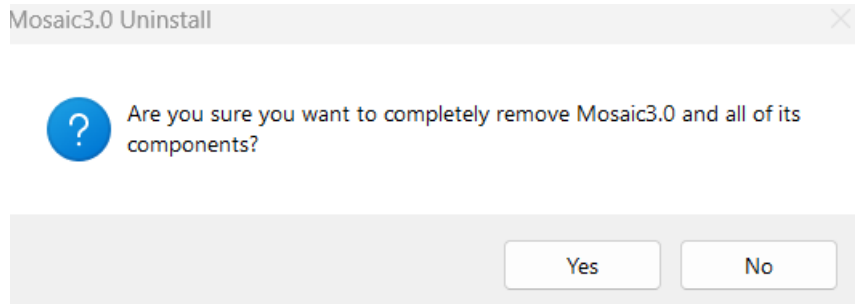 Mosaic3.0 Uninstall
?
Are you sure you want to completely remove Mosaic3.0 and all of its
components?
Yes
No